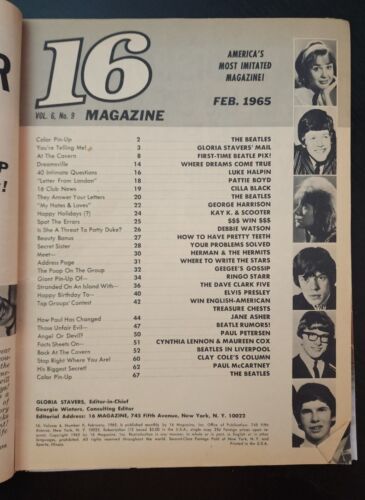 16
MAGAZINE
VOL. 6, No. 9
AMERICA'S
MOST IMITATED
MAGAZINE!
FEB. 1965
Color Pin-Up 2 THE BEATLES
You're Telling Me! 3 GLORIA STAVERS' MAIL
At The Cavern 8 FIRST-TIME BEATLE PIX!
Dreamsville 14 WHERE DREAMS COME TRUE
40 Intimate Questions 16 LUKE HALPIN
"Letter From London" 18 PATTIE BOYD
16 Club News 19 CILLA BLACK
They Answer Your Letters 20 THE BEATLES
"My Hates & Loves" 22 GEORGE HARRISON
Happy Holidays (?) 24 KAY K. & SCOOTER
Spot The Errors 25 $$$ WIN $$$
Is She A Threat To Patty Duke? 26 DEBBIE WATSON
Beauty Bonus 27 HOW TO HAVE PRETTY TEETH
Secret Sister 28 YOUR PROBLEMS SOLVED
Meet— 30 HERMAN & THE HERMITS
Address Page 31 WHERE TO WRITE THE STARS
The Poop On The Group 32 GEEGEE'S GOSSIP
Giant Pin-Up Of— 34 RINGO STARR
Stranded On An Island With— 36 THE DAVE CLARK FIVE
Happy Birthday To— 40 ELVIS PRESLEY
Top Groups' Contest 42 WIN ENGLISH-AMERICAN
TREASURE CHESTS
How Paul Has Changed 44 JANE ASHER
Those Unfair Evil— 47 BEATLE RUMORS!
Angel Or Devil? 50 PAUL PETERSEN
Facts Sheets On— 51 CYNTHIA LENNON & MAUREEN COX
Back At The Cavern 52 BEATLES IN LIVERPOOL
Stop Right Where You Are! 60 CLAY COLE'S COLUMN
His Biggest Secret! 62 PAUL McCARTNEY
Color Pin-Up 67 THE BEATLES
GLORIA STAVERS, Editor-in-Chief
Georgia Winters, Consulting Editor
Editorial Address: 16 MAGAZINE, 745 Fifth Avenue, New York, N. Y. 10022